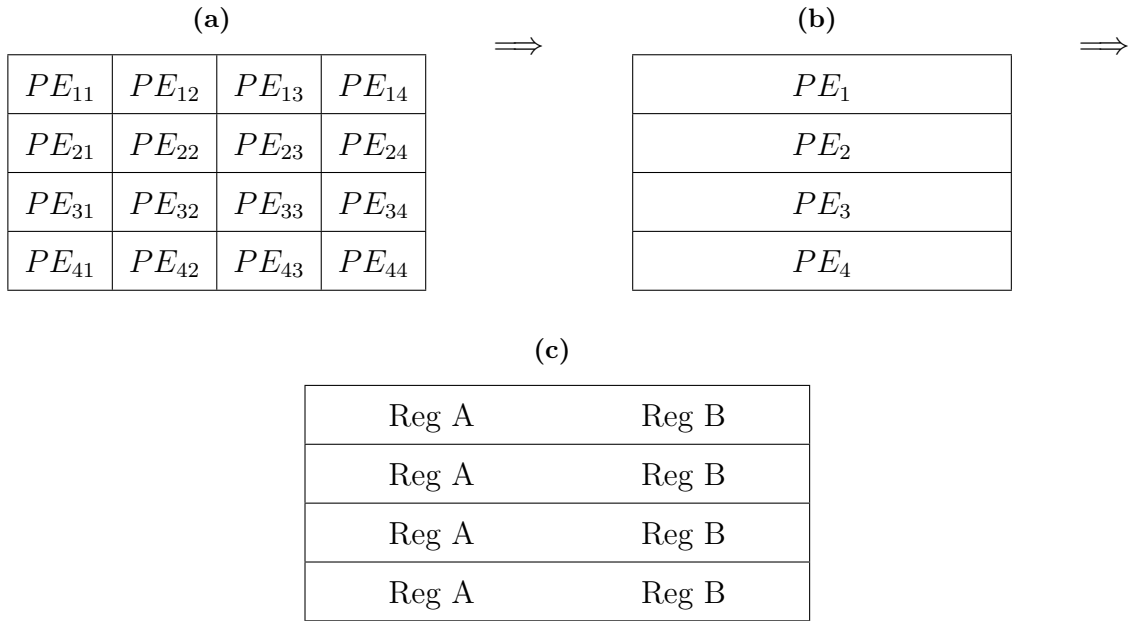 (a) (b)
⟹ ⟹
PE₁₁ PE₁₂ PE₁₃ PE₁₄ PE₁
PE₂₁ PE₂₂ PE₂₃ PE₂₄ PE₂
PE₃₁ PE₃₂ PE₃₃ PE₃₄ PE₃
PE₄₁ PE₄₂ PE₄₃ PE₄₄ PE₄
(c)
Reg A Reg B
Reg A Reg B
Reg A Reg B
Reg A Reg B